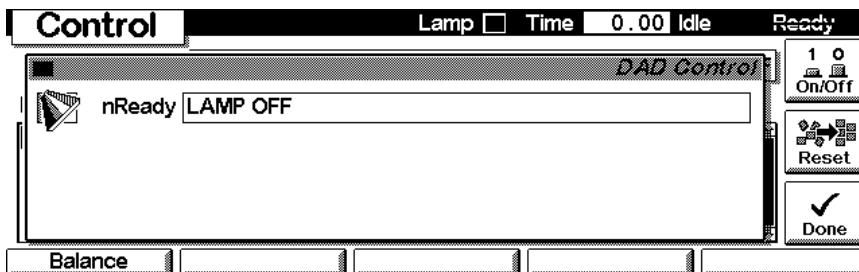 Control Lamp Time 0.00 Idle Ready
DAD Control
1 0
On/Off
nReady LAMP OFF
Reset
Done
Balance